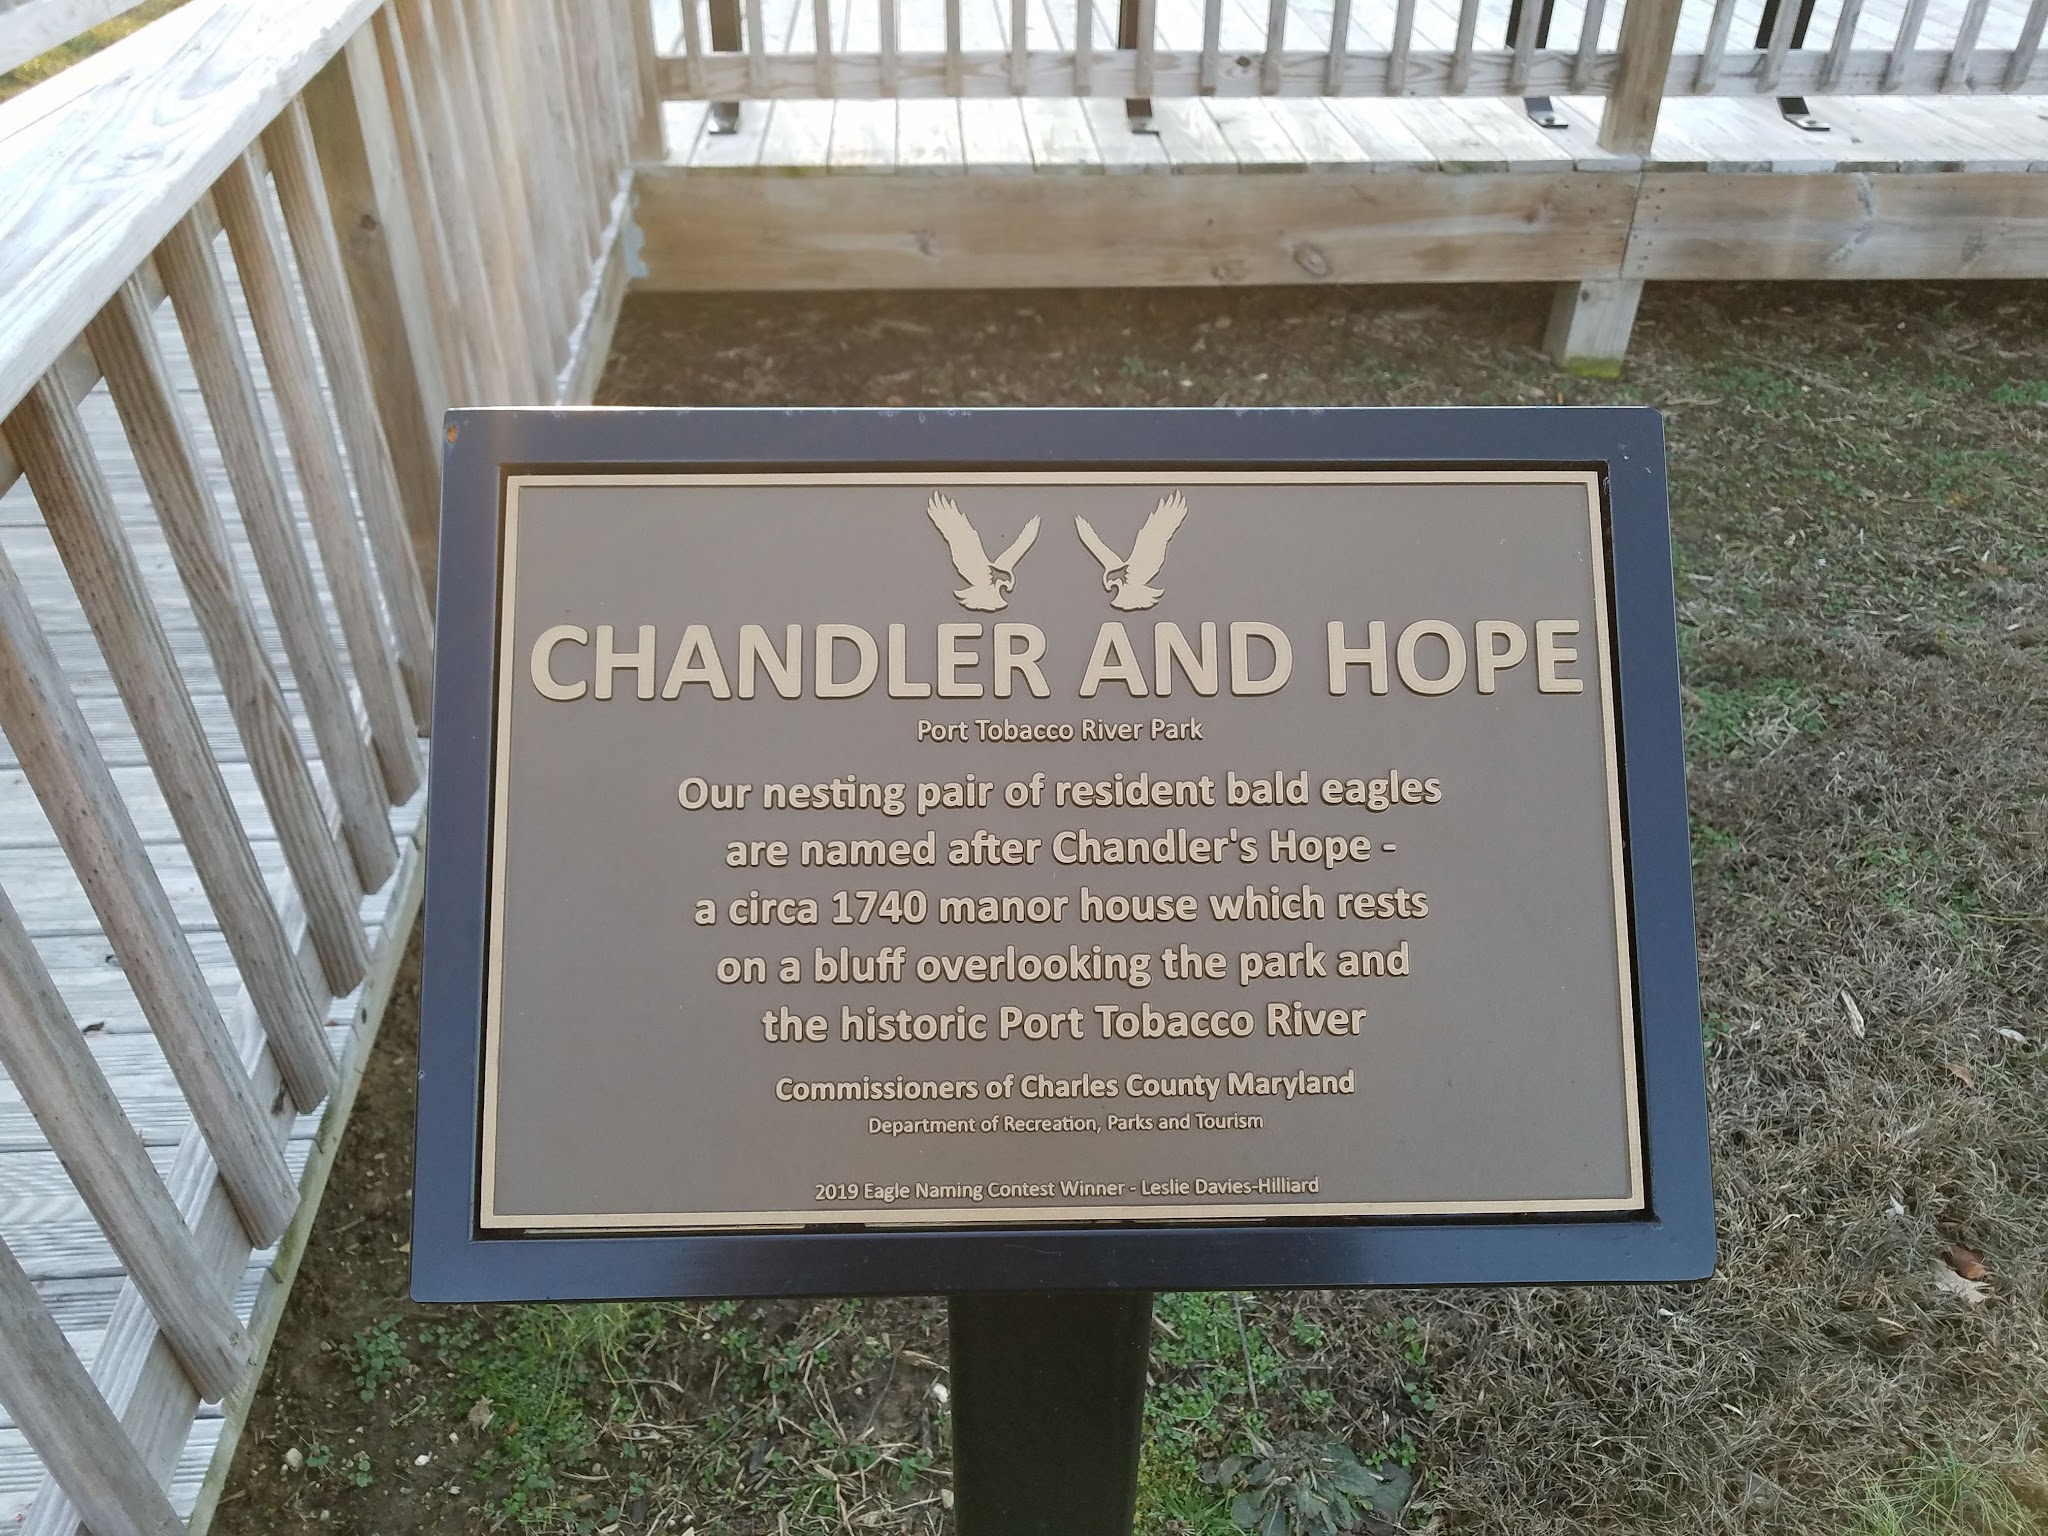 CHANDLER AND HOPE
Port Tobacco River Park
Our nesting pair of resident bald eagles
are named after Chandler's Hope -
a circa 1740 manor house which rests
on a bluff overlooking the park and
the historic Port Tobacco River
Commissioners of Charles County Maryland
Department of Recreation, Parks and Tourism
2019 Eagle Naming Contest Winner - Leslie Davies-Hilliard